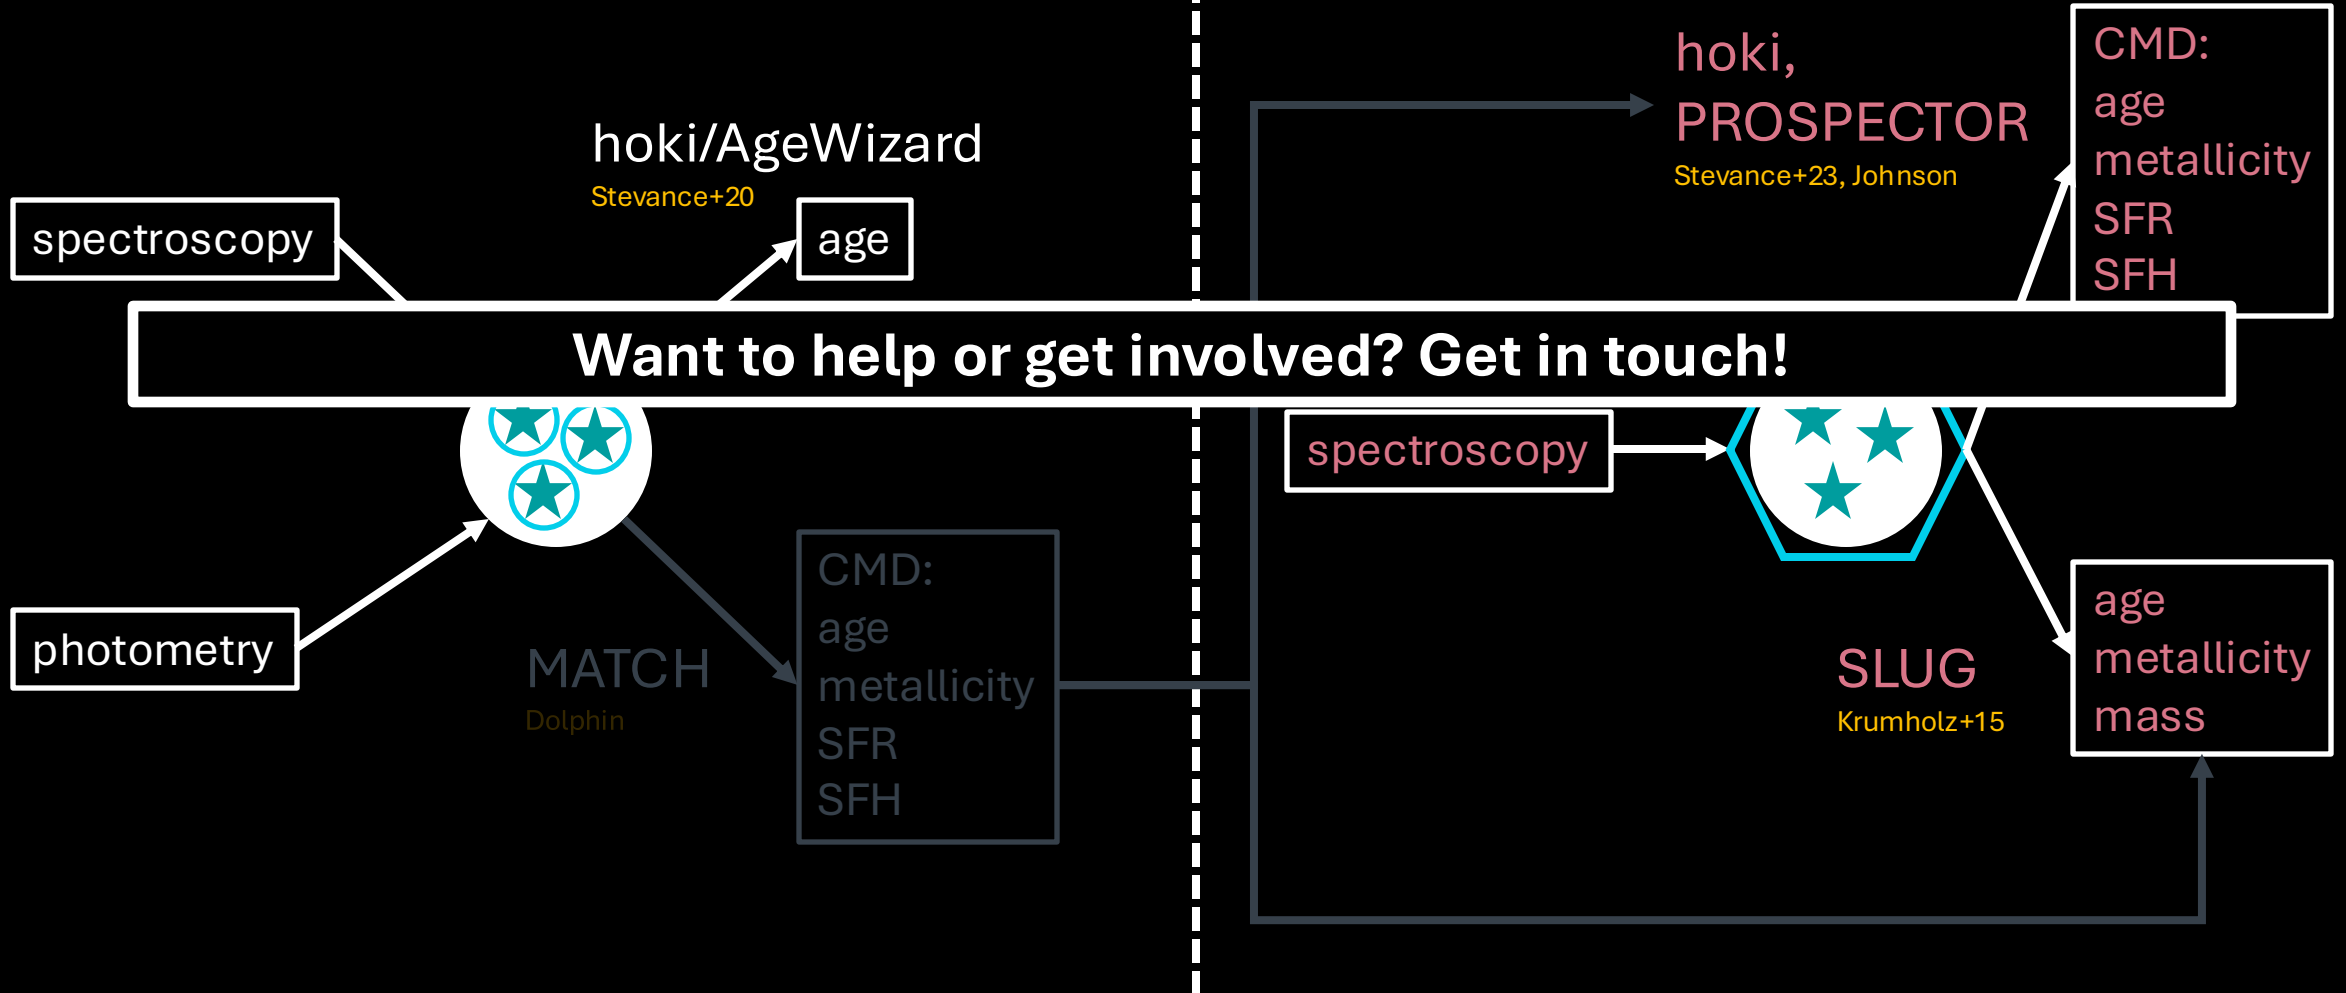 hoki/AgeWizard
Stevance+20
spectroscopy
age
hoki,
PROSPECTOR
Stevance+23, Johnson
CMD:
age
metallicity
SFR
SFH
Want to help or get involved? Get in touch!
photometry
MATCH
Dolphin
CMD:
age
metallicity
SFR
SFH
spectroscopy
SLUG
Krumholz+15
age
metallicity
mass